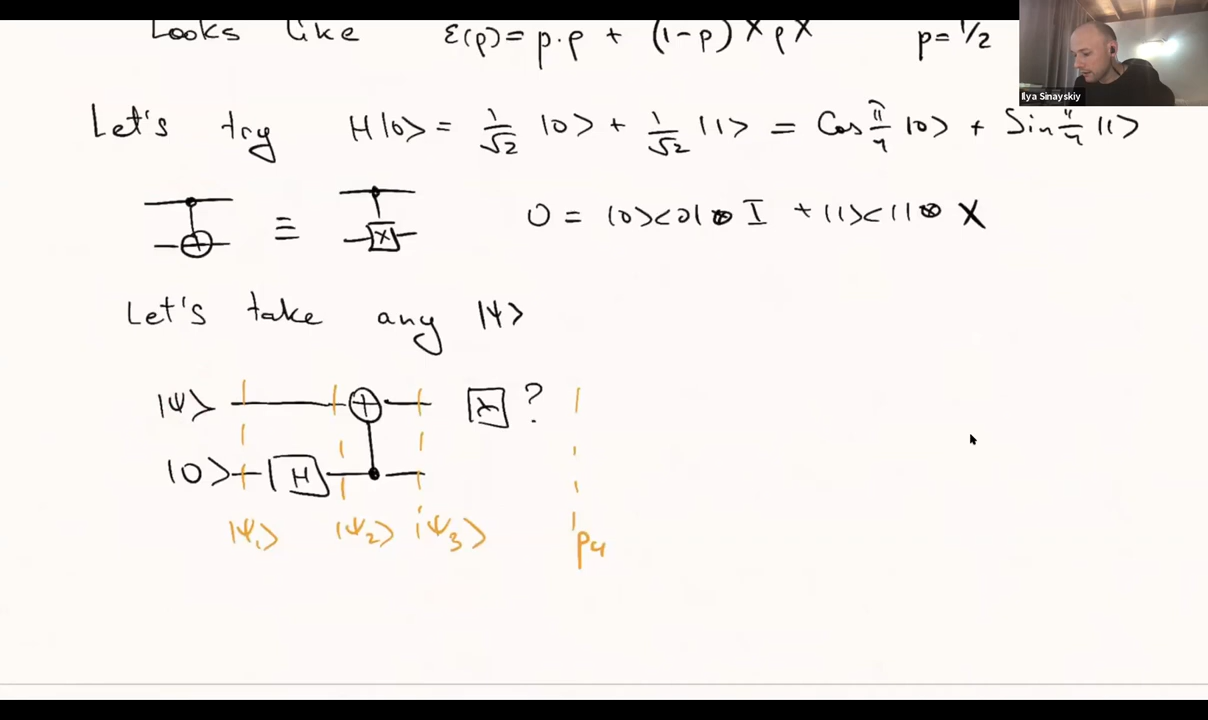 Looks like ε(ρ) = p·ρ + (1-p) XρX p = 1/2
Ilya Sinayskiy
Let's try H|0> = 1/√2 |0> + 1/√2 |1> = Cos π/4 |0> + Sin π/4 |1>
≡ X U = |0><0| ⊗ I + |1><1| ⊗ X
Let's take any |Ψ>
|Ψ> X ?
|0> H
|Ψ₁> |Ψ₂> |Ψ₃> ρ₄